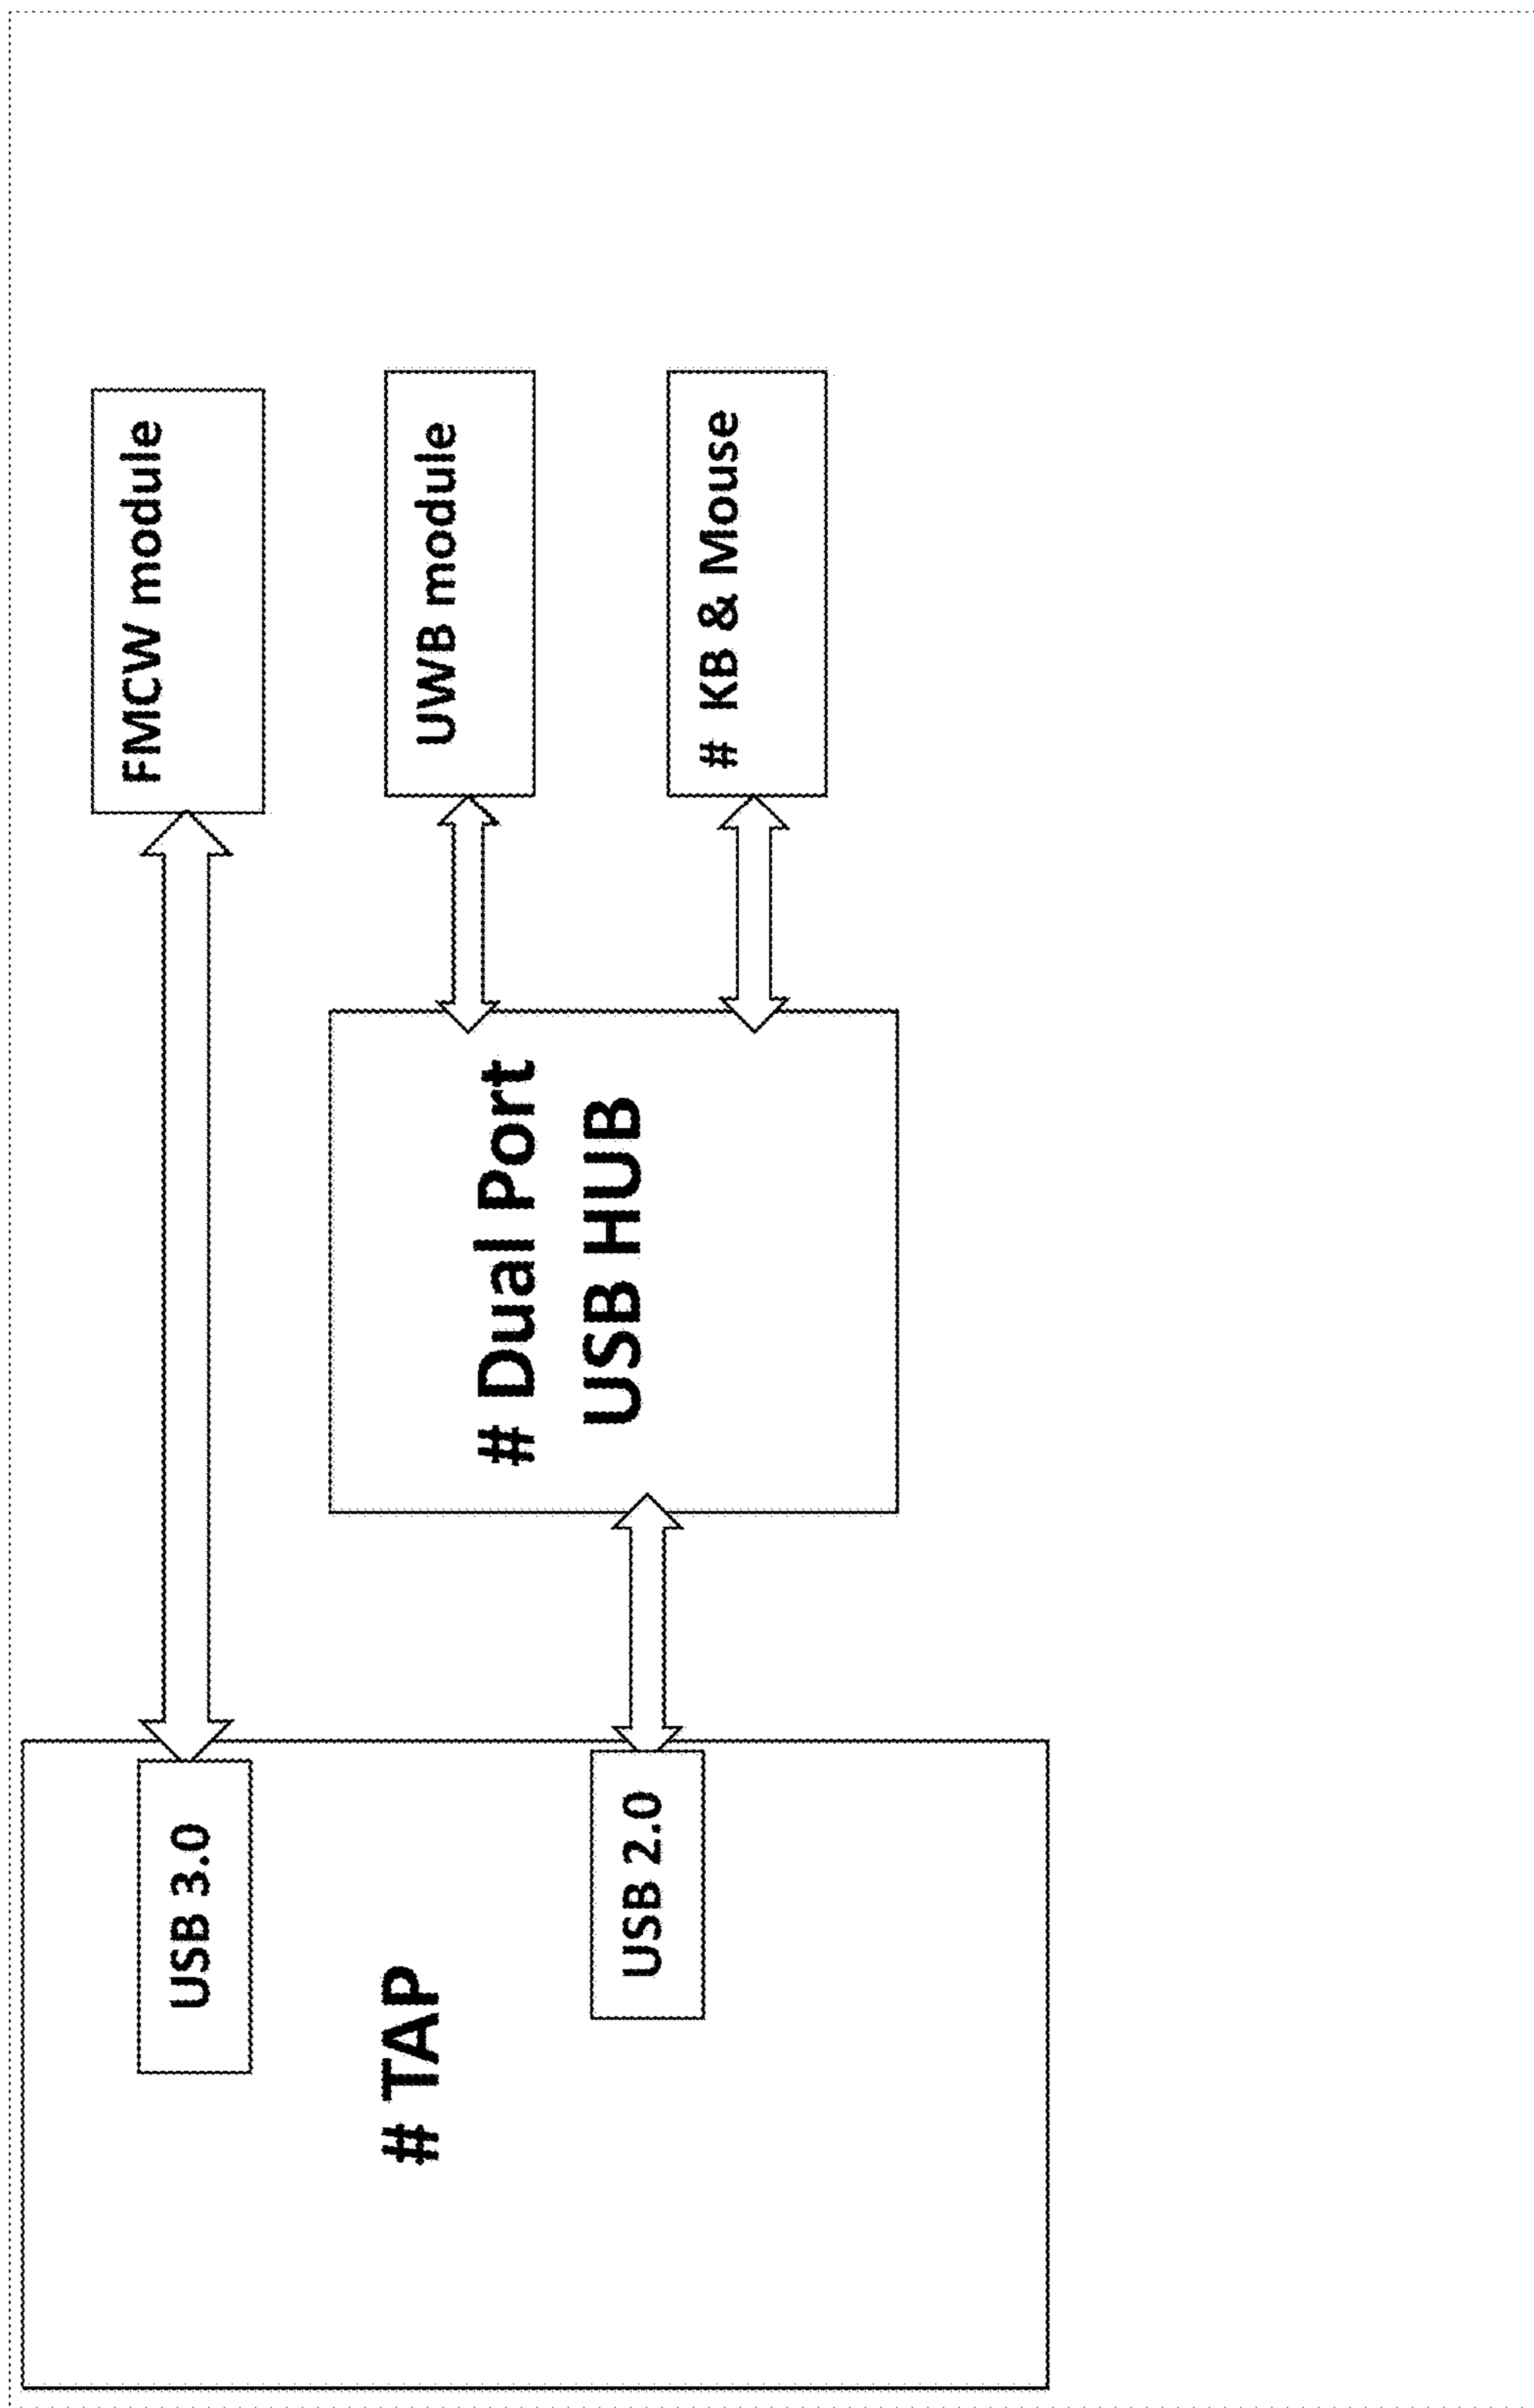 FMCW module
USB 3.0
UWB module
# TAP
# Dual Port
USB HUB
USB 2.0
# KB & Mouse